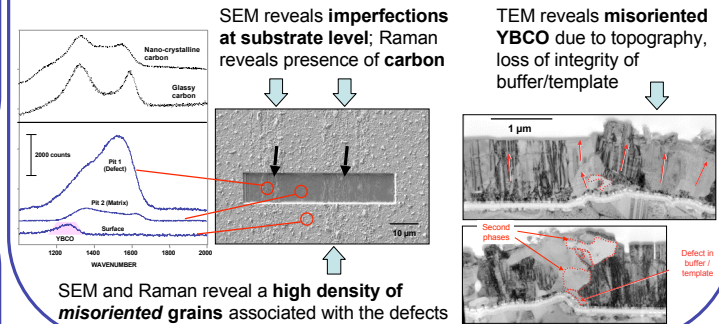 SEM reveals imperfections
at substrate level; Raman
reveals presence of carbon
TEM reveals misoriented
YBCO due to topography,
loss of integrity of
buffer/template
Nano-crystalline
carbon
Glassy
carbon
2000 counts
Pit 1
(Defect)
Pit 2 (Matrix)
Surface
YBCO
1200 1400 1600 1800 2000
WAVENUMBER
10 µm
1 µm
Second
phases
Defect in
buffer /
template
SEM and Raman reveal a high density of
misoriented grains associated with the defects